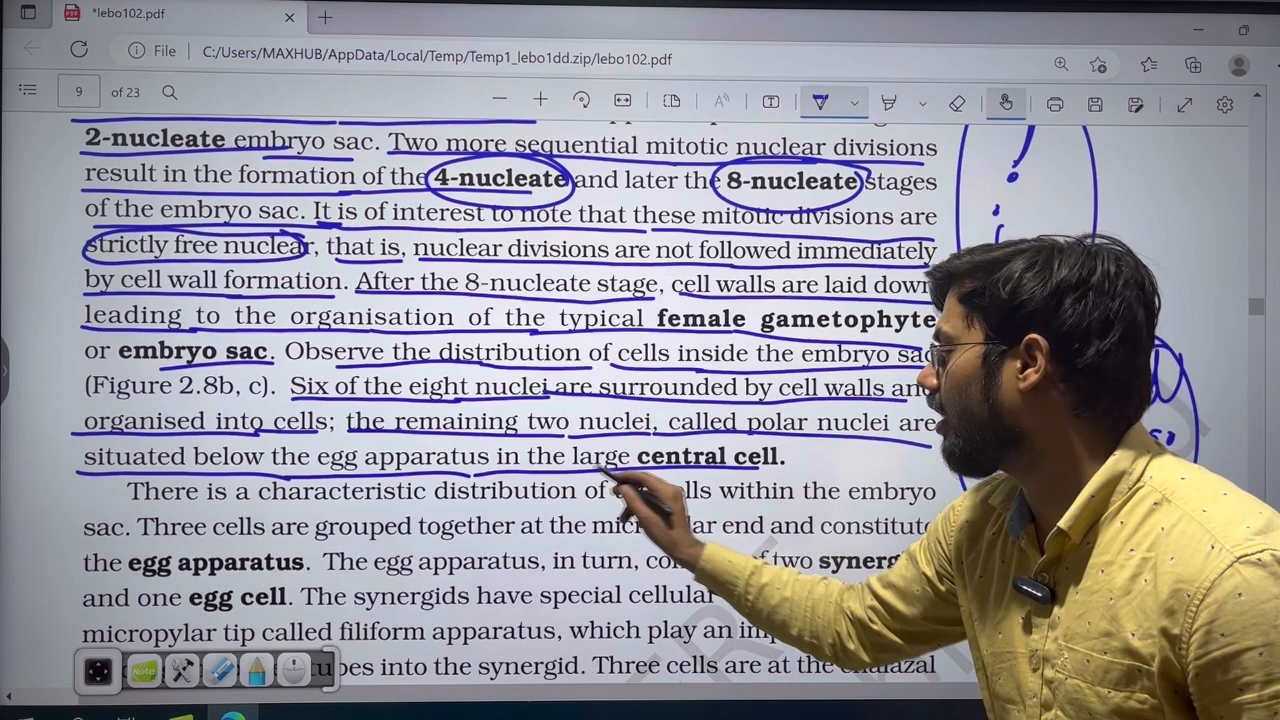 *lebo102.pdf
File C:/Users/MAXHUB/AppData/Local/Temp/Temp1_lebo1dd.zip/lebo102.pdf
9 of 23
2-nucleate embryo sac. Two more sequential mitotic nuclear divisions
result in the formation of the 4-nucleate and later the 8-nucleate stages
of the embryo sac. It is of interest to note that these mitotic divisions are
strictly free nuclear, that is, nuclear divisions are not followed immediately
by cell wall formation. After the 8-nucleate stage, cell walls are laid down
leading to the organisation of the typical female gametophyte
or embryo sac. Observe the distribution of cells inside the embryo sac
(Figure 2.8b, c). Six of the eight nuclei are surrounded by cell walls and
organised into cells; the remaining two nuclei, called polar nuclei are
situated below the egg apparatus in the large central cell.
There is a characteristic distribution of lls within the embryo
sac. Three cells are grouped together at the mic lar end and constitute
the egg apparatus. The egg apparatus, in turn, co f two synerg
and one egg cell. The synergids have special cellular
micropylar tip called filiform apparatus, which play an im
Note ubes into the synergid. Three cells are at the chalazal